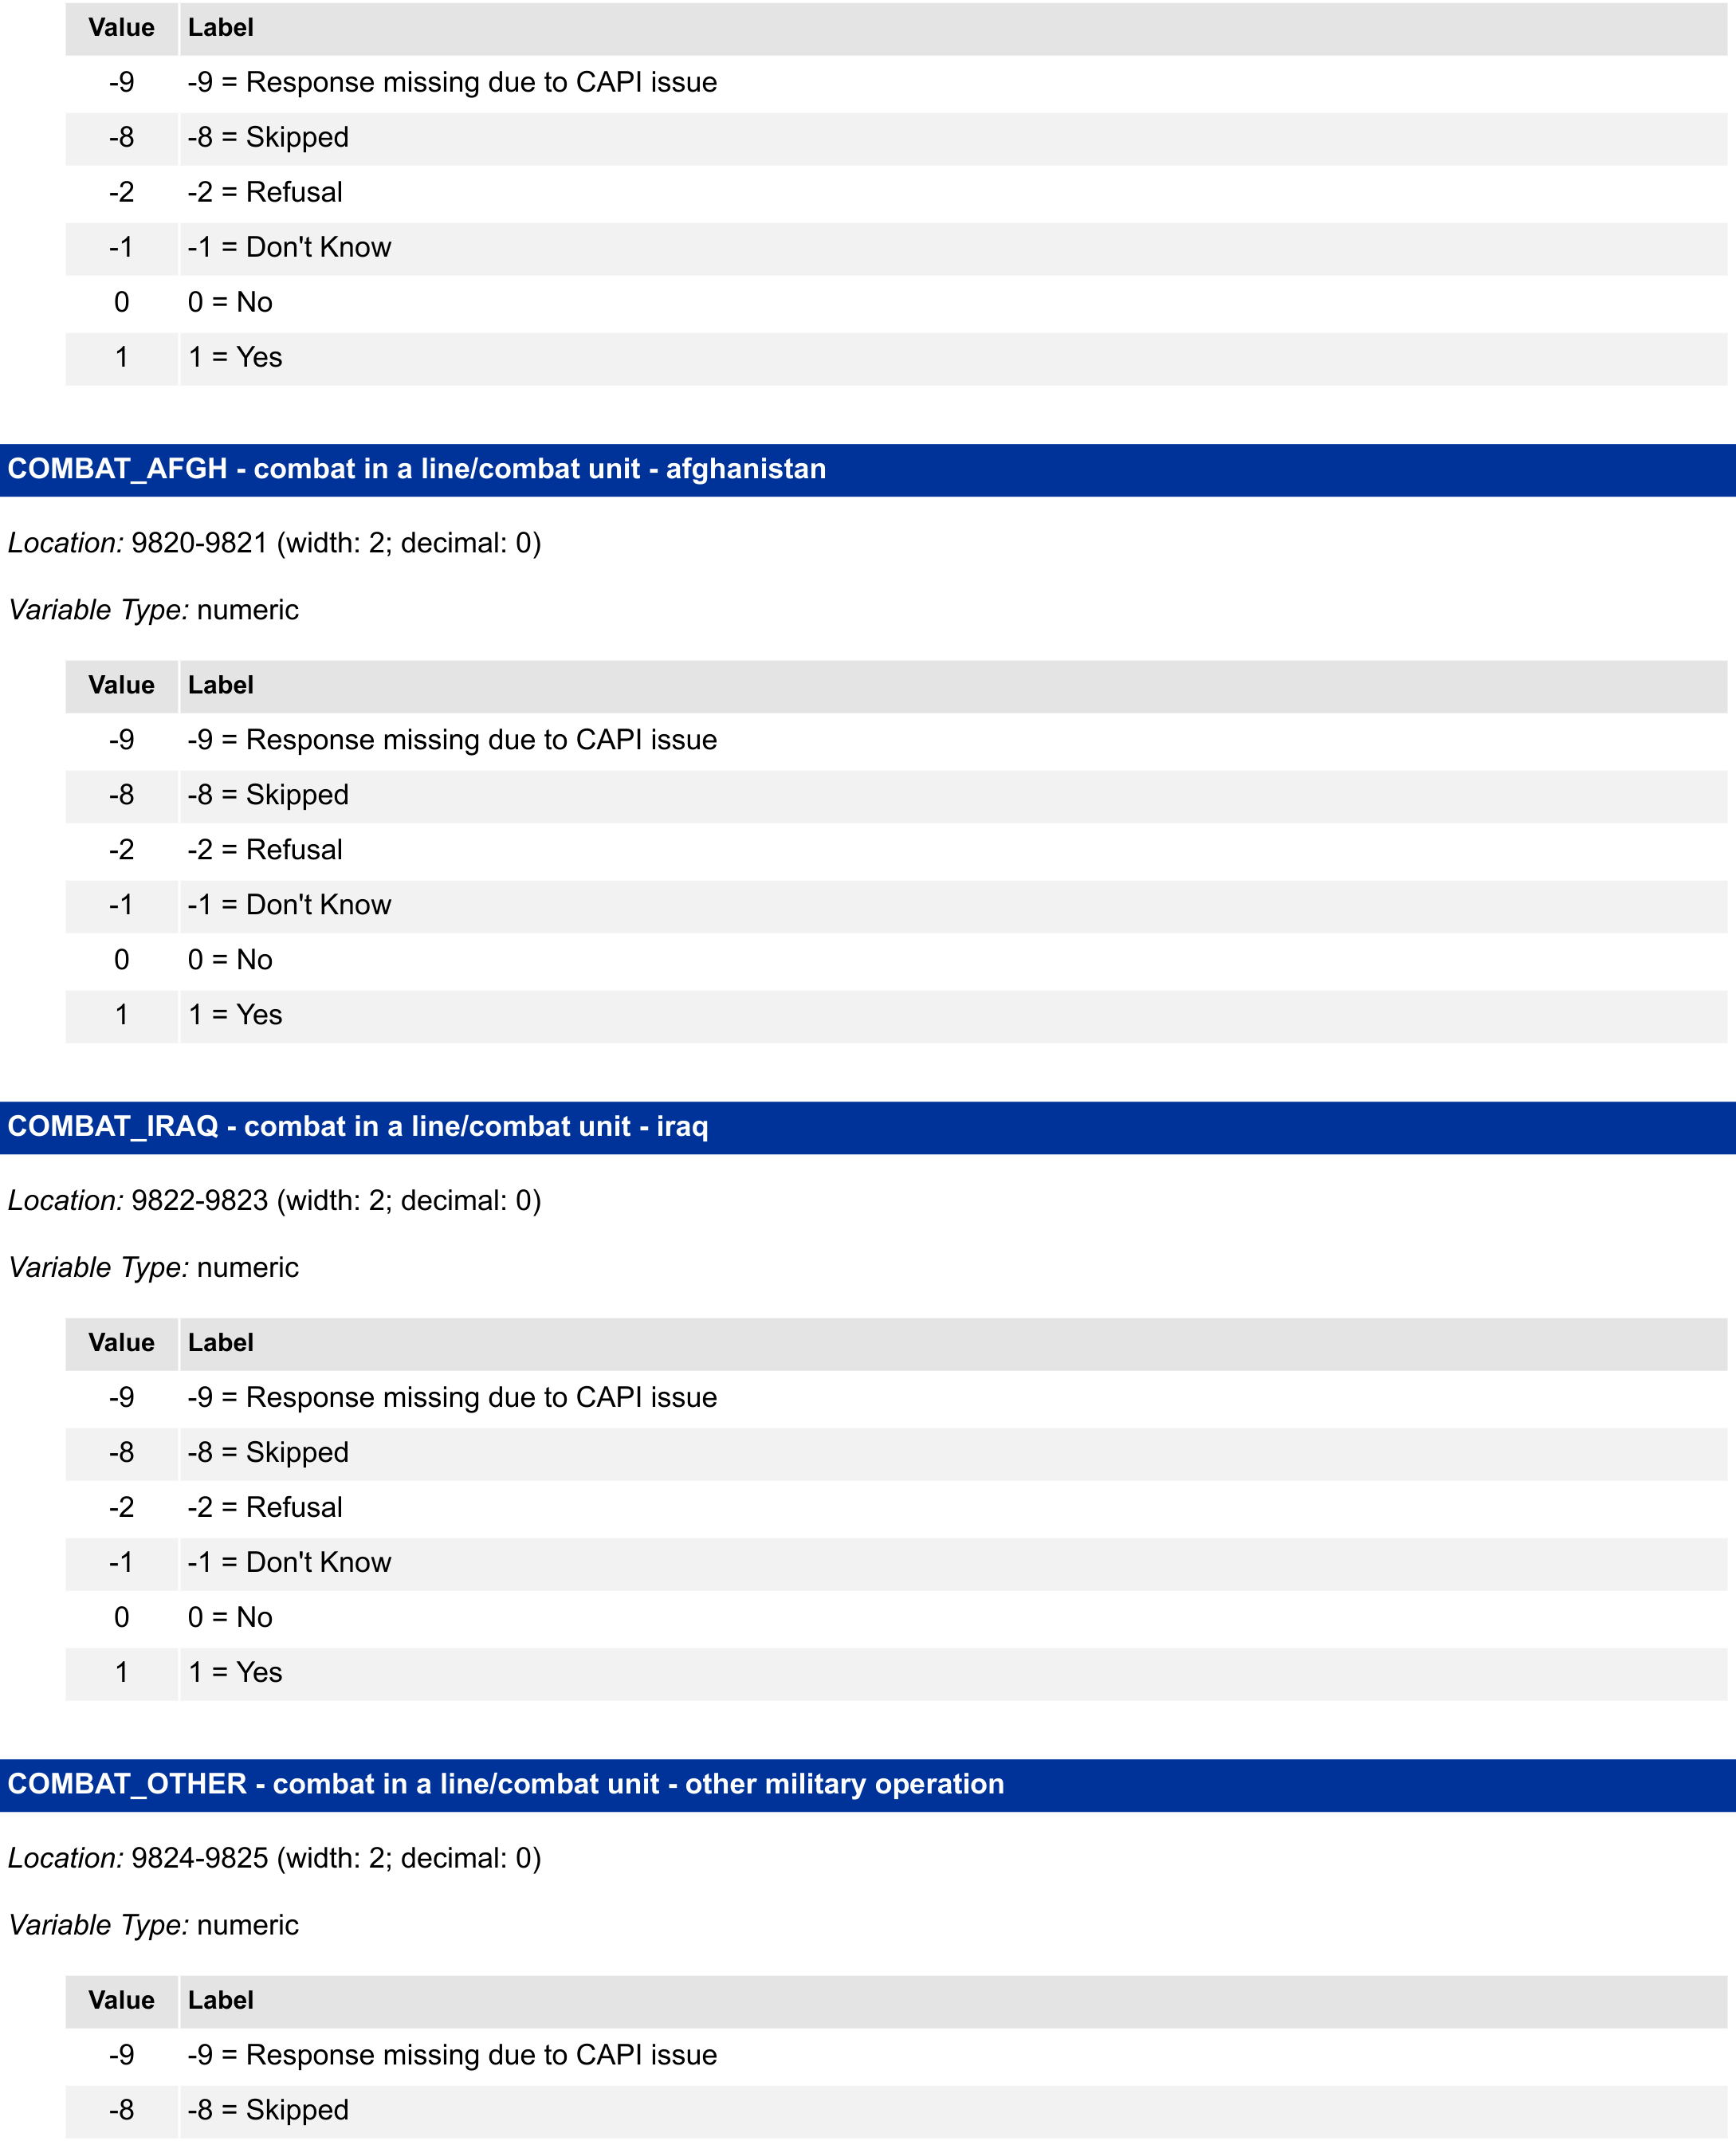 Value Label
-9 -9 = Response missing due to CAPI issue
-8 -8 = Skipped
-2 -2 = Refusal
-1 -1 = Don't Know
0 0 = No
1 1 = Yes
COMBAT_AFGH - combat in a line/combat unit - afghanistan
Location: 9820-9821 (width: 2; decimal: 0)
Variable Type: numeric
Value Label
-9 -9 = Response missing due to CAPI issue
-8 -8 = Skipped
-2 -2 = Refusal
-1 -1 = Don't Know
0 0 = No
1 1 = Yes
COMBAT_IRAQ - combat in a line/combat unit - iraq
Location: 9822-9823 (width: 2; decimal: 0)
Variable Type: numeric
Value Label
-9 -9 = Response missing due to CAPI issue
-8 -8 = Skipped
-2 -2 = Refusal
-1 -1 = Don't Know
0 0 = No
1 1 = Yes
COMBAT_OTHER - combat in a line/combat unit - other military operation
Location: 9824-9825 (width: 2; decimal: 0)
Variable Type: numeric
Value Label
-9 -9 = Response missing due to CAPI issue
-8 -8 = Skipped